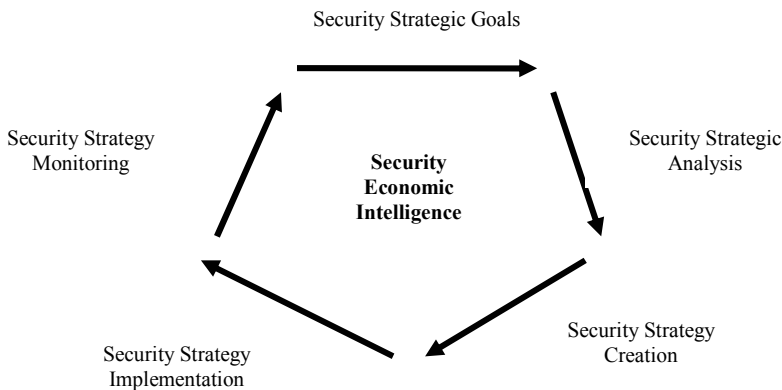 Security Strategic Goals
Security Strategy
Monitoring
Security
Economic
Intelligence
Security Strategic
Analysis
Security Strategy
Implementation
Security Strategy
Creation